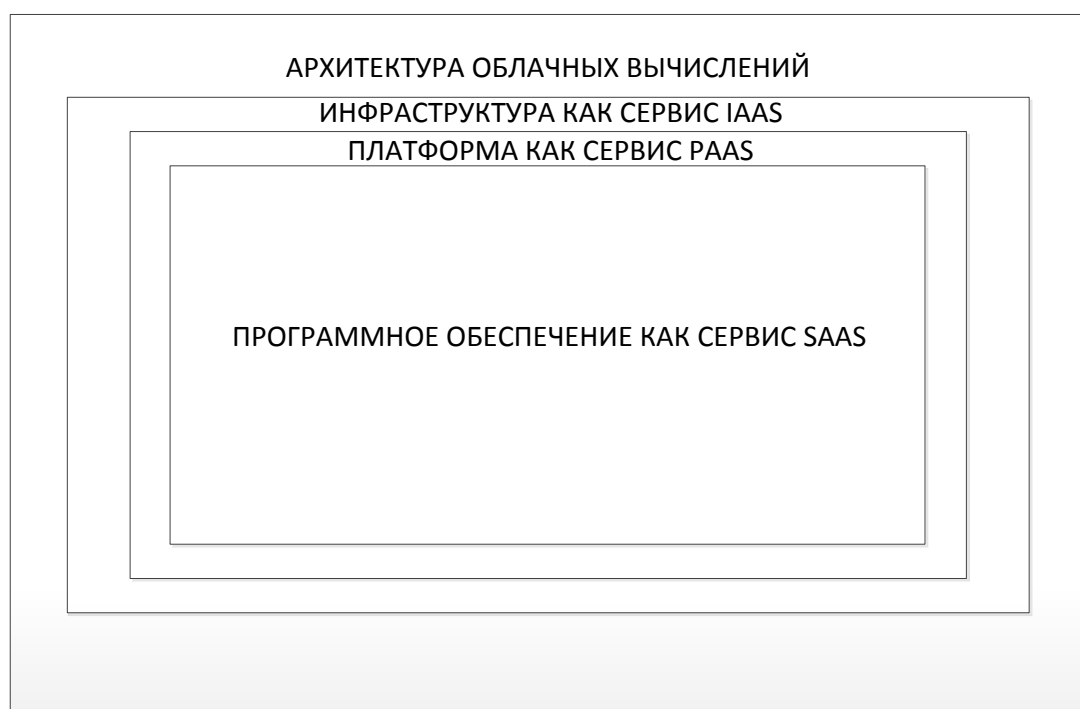 АРХИТЕКТУРА ОБЛАЧНЫХ ВЫЧИСЛЕНИЙ
ИНФРАСТРУКТУРА КАК СЕРВИС IAAS
ПЛАТФОРМА КАК СЕРВИС PAAS
ПРОГРАММНОЕ ОБЕСПЕЧЕНИЕ КАК СЕРВИС SAAS